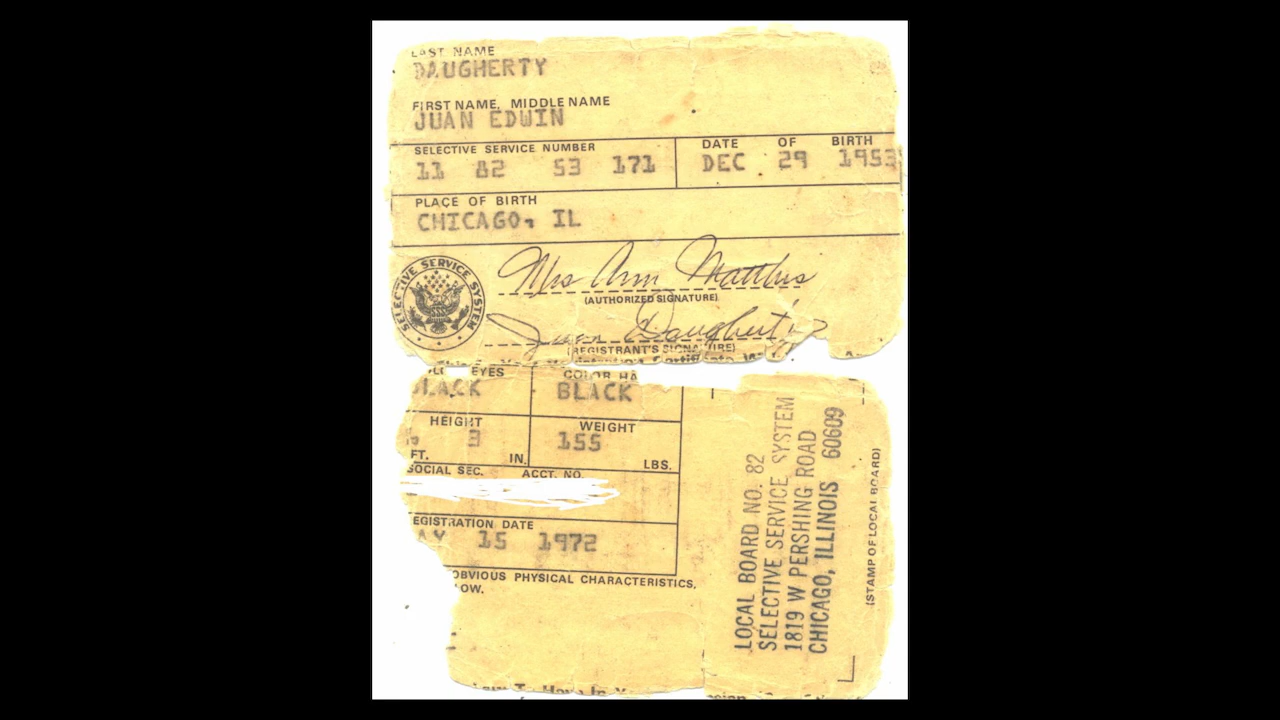 LAST NAME
DAUGHERTY
FIRST NAME, MIDDLE NAME
JUAN EDWIN
SELECTIVE SERVICE NUMBER
DATE OF BIRTH
11 82 53 171
DEC 29 1953
PLACE OF BIRTH
CHICAGO, IL
SELECTIVE SERVICE SYSTEM
Mrs Ann Matthis
(AUTHORIZED SIGNATURE)
Juan Daugherty
(REGISTRANT'S SIGNATURE)
EYES
COLOR HA
BLACK
BLACK
HEIGHT
WEIGHT
3
155
FT. IN.
LBS.
SOCIAL SEC. ACCT. NO.
EGISTRATION DATE
AY 15 1972
OBVIOUS PHYSICAL CHARACTERISTICS,
LOW.
LOCAL BOARD NO. 82
SELECTIVE SERVICE SYSTEM
1819 W PERSHING ROAD
CHICAGO, ILLINOIS 60609
(STAMP OF LOCAL BOARD)